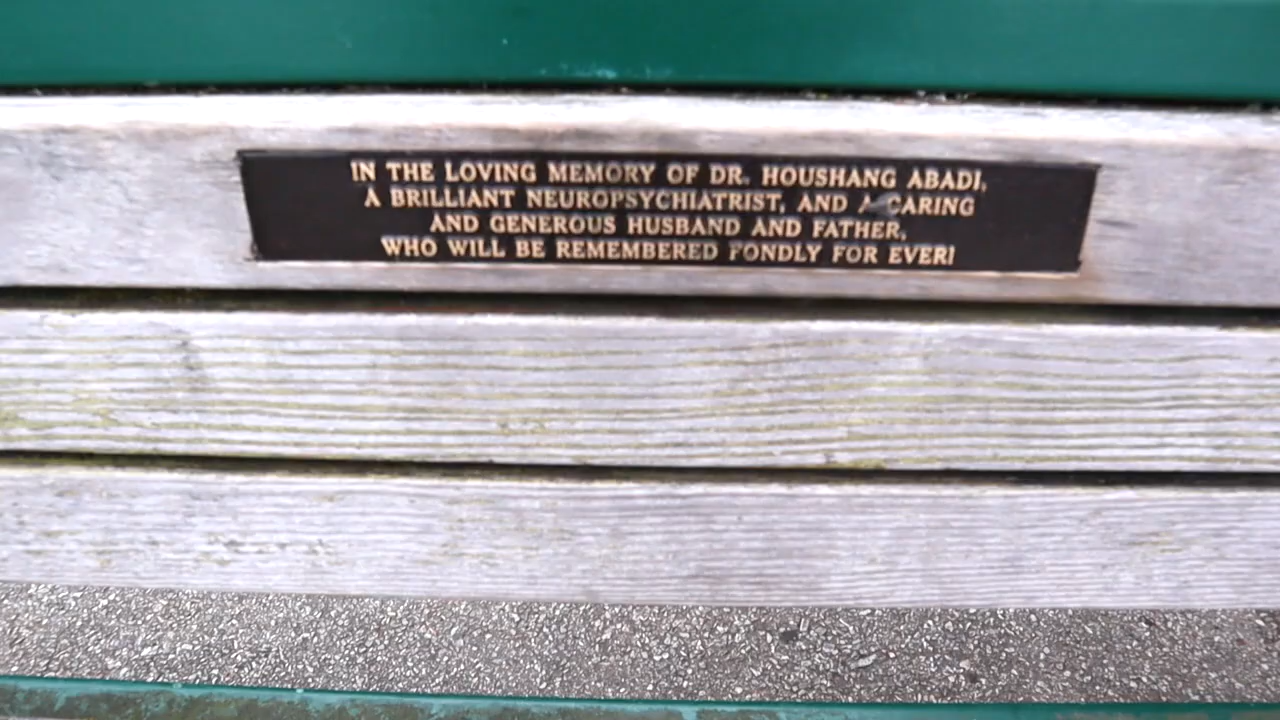 IN THE LOVING MEMORY OF DR. HOUSHANG ABADI,
A BRILLIANT NEUROPSYCHIATRIST, AND A CARING
AND GENEROUS HUSBAND AND FATHER,
WHO WILL BE REMEMBERED FONDLY FOR EVER!